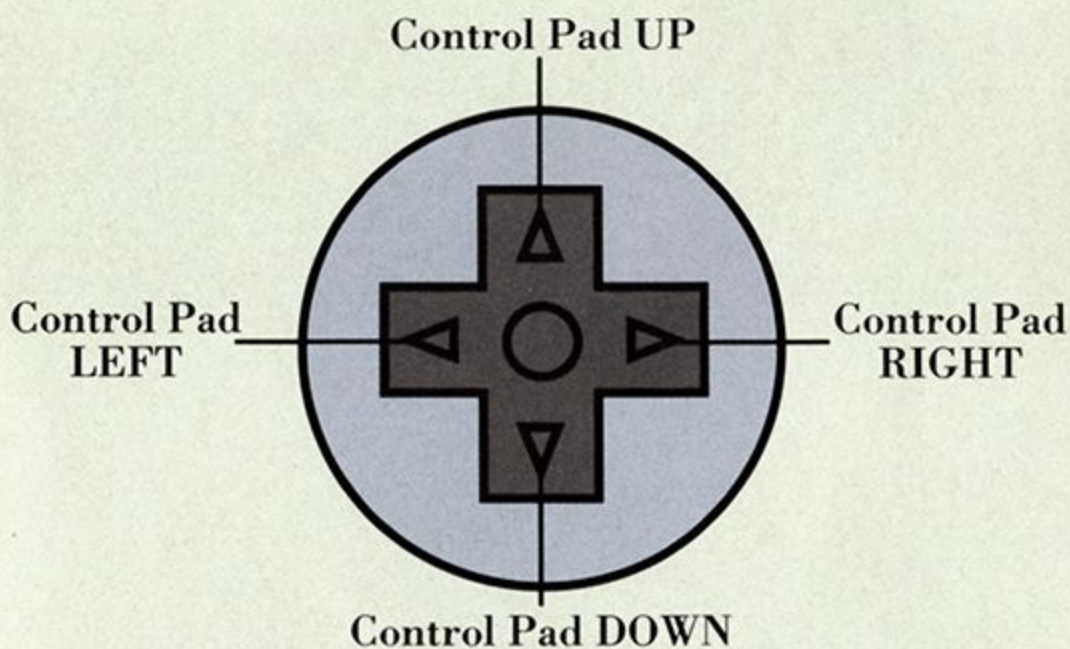 Control Pad UP
Control Pad
LEFT
Control Pad
RIGHT
Control Pad DOWN